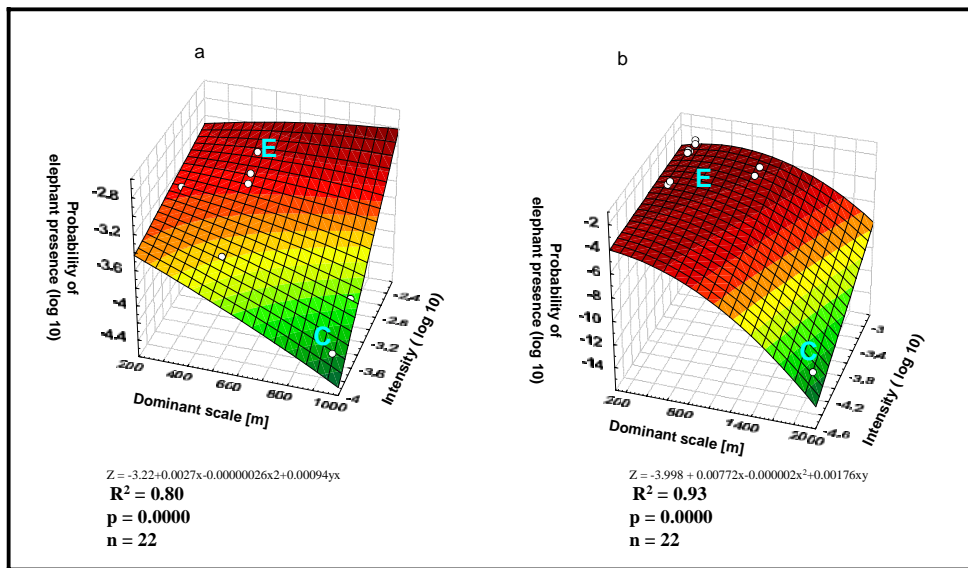 a
E
C
Probability of
elephant presence (log 10)
-2.8
-3.2
-3.6
-4
-4.4
200
400
600
800
1000
Dominant scale [m]
-4
-3.6
-3.2
-2.8
-2.4
Intensity ( log 10)
Z = -3.22+0.0027x-0.00000026x2+0.00094yx
R² = 0.80
p = 0.0000
n = 22
b
E
C
Probability of
elephant presence (log 10)
-2
-4
-6
-8
-10
-12
-14
200
800
1400
2000
Dominant scale [m]
-4.6
-4.2
-3.8
-3.4
-3
Intensity ( log 10)
Z = -3.998 + 0.00772x-0.000002x²+0.00176xy
R² = 0.93
p = 0.0000
n = 22